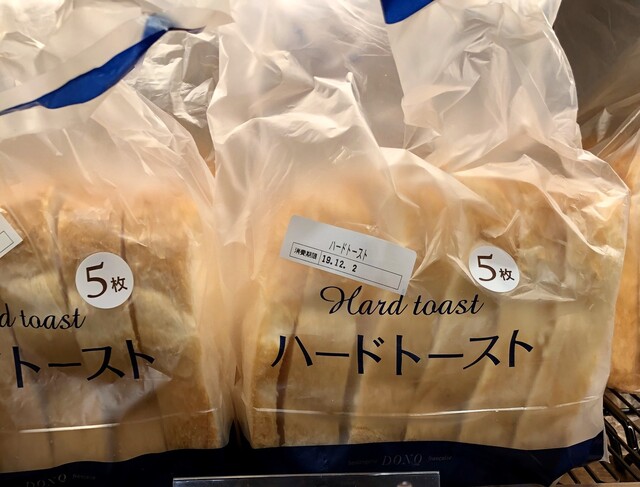 5枚
d toast
トースト
ハードトースト
消費期限 19.12. 2
5枚
Hard toast
ハードトースト
DONQ
DONQ